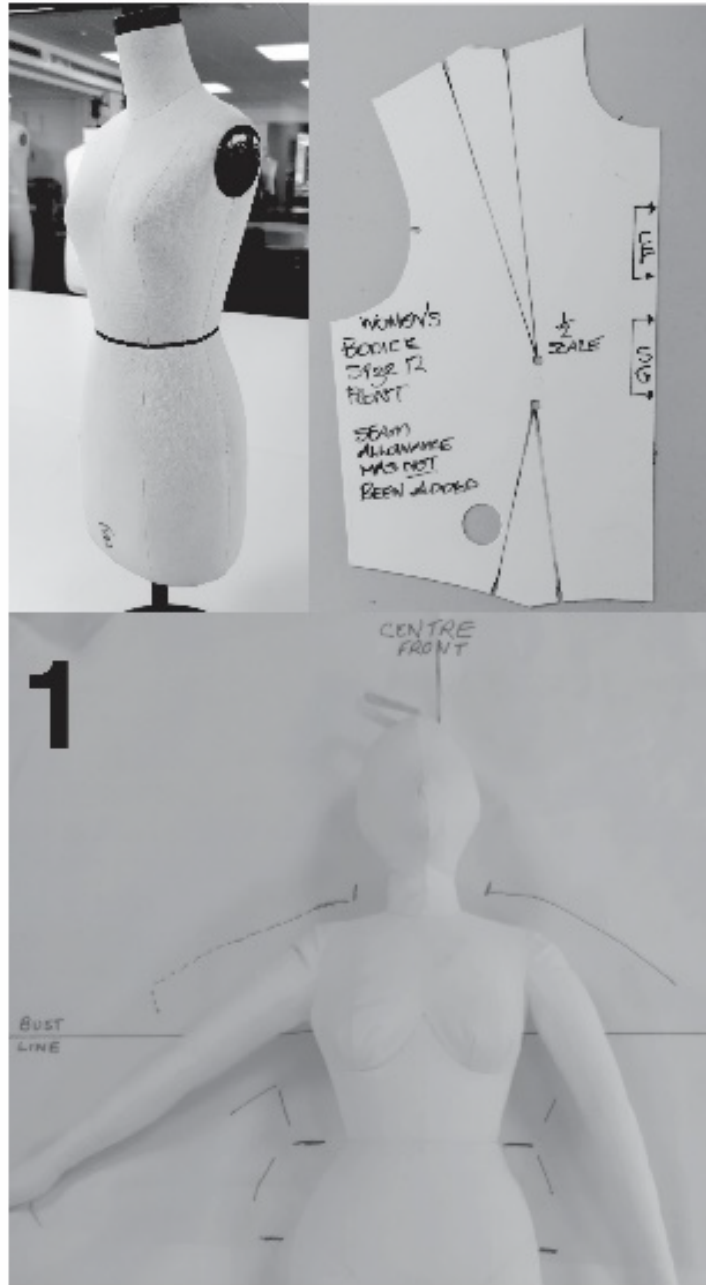 WOMEN'S
BODICE
SIZE 12
FRONT
SEAM
ALLOWANCE
HAS NOT
BEEN ADDED
1/2
SCALE
CF
SG
CENTRE
FRONT
1
BUST
LINE